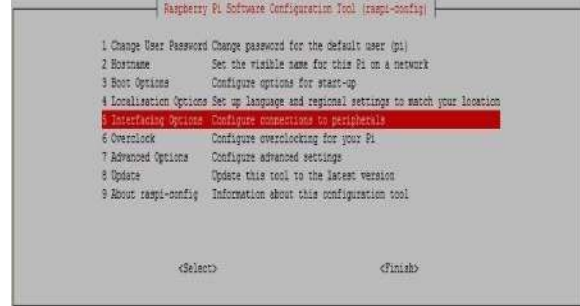 Raspberry Pi Software Configuration Tool (raspi-config)
1 Change User Password Change password for the default user (pi)
2 Hostname Set the visible name for this Pi on a network
3 Boot Options Configure options for start-up
4 Localisation Options Set up language and regional settings to match your location
5 Interfacing Options Configure connections to peripherals
6 Overclock Configure overclocking for your Pi
7 Advanced Options Configure advanced settings
8 Update Update this tool to the latest version
9 About raspi-config Information about this configuration tool
<Select> <Finish>